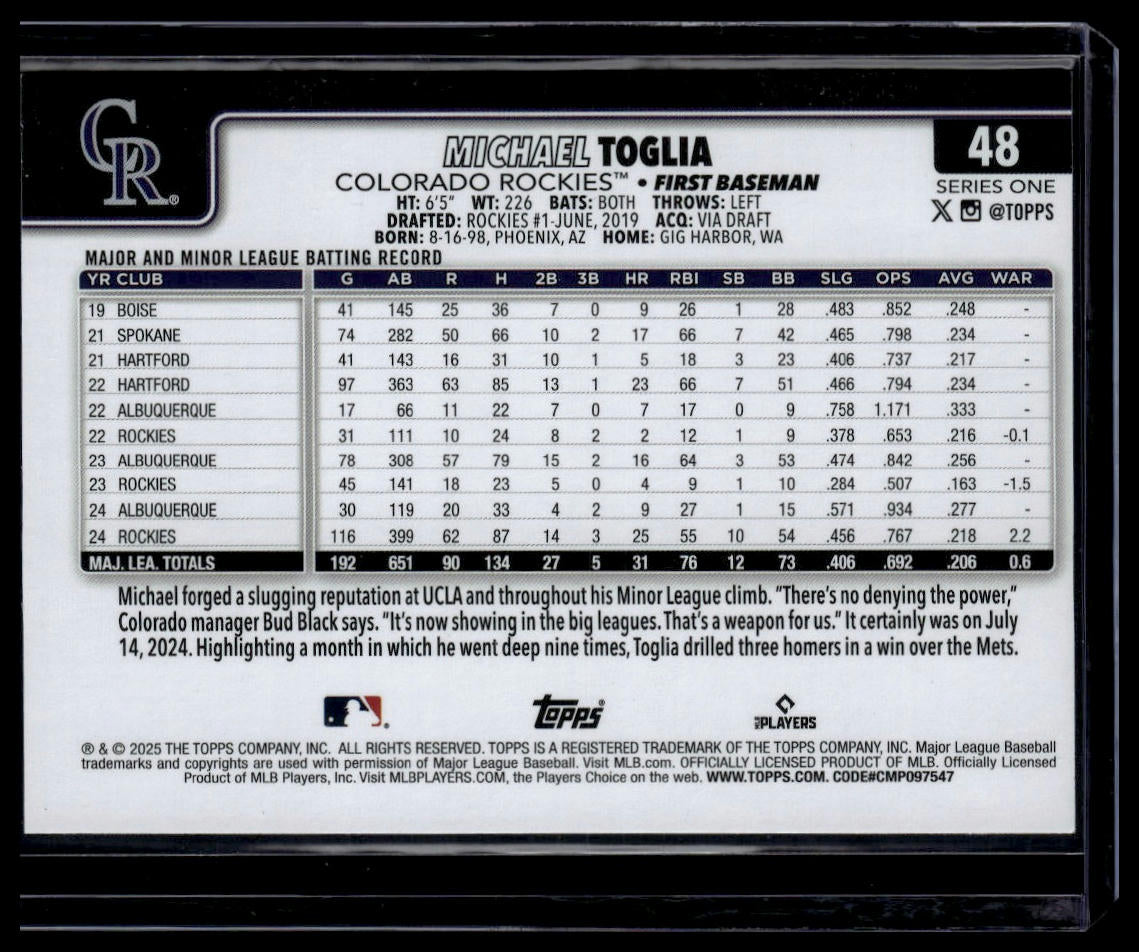 CR®
MICHAEL TOGLIA
48
COLORADO ROCKIES™ • FIRST BASEMAN
SERIES ONE
HT: 6'5" WT: 226 BATS: BOTH THROWS: LEFT
@TOPPS
DRAFTED: ROCKIES #1-JUNE, 2019 ACQ: VIA DRAFT
BORN: 8-16-98, PHOENIX, AZ HOME: GIG HARBOR, WA
MAJOR AND MINOR LEAGUE BATTING RECORD
YR CLUB G AB R H 2B 3B HR RBI SB BB SLG OPS AVG WAR
19 BOISE 41 145 25 36 7 0 9 26 1 28 .483 .852 .248 -
21 SPOKANE 74 282 50 66 10 2 17 66 7 42 .465 .798 .234 -
21 HARTFORD 41 143 16 31 10 1 5 18 3 23 .406 .737 .217 -
22 HARTFORD 97 363 63 85 13 1 23 66 7 51 .466 .794 .234 -
22 ALBUQUERQUE 17 66 11 22 7 0 7 17 0 9 .758 1.171 .333 -
22 ROCKIES 31 111 10 24 8 2 2 12 1 9 .378 .653 .216 -0.1
23 ALBUQUERQUE 78 308 57 79 15 2 16 64 3 53 .474 .842 .256 -
23 ROCKIES 45 141 18 23 5 0 4 9 1 10 .284 .507 .163 -1.5
24 ALBUQUERQUE 30 119 20 33 4 2 9 27 1 15 .571 .934 .277 -
24 ROCKIES 116 399 62 87 14 3 25 55 10 54 .456 .767 .218 2.2
MAJ. LEA. TOTALS 192 651 90 134 27 5 31 76 12 73 .406 .692 .206 0.6
Michael forged a slugging reputation at UCLA and throughout his Minor League climb. "There's no denying the power,"
Colorado manager Bud Black says. "It's now showing in the big leagues. That's a weapon for us." It certainly was on July
14, 2024. Highlighting a month in which he went deep nine times, Toglia drilled three homers in a win over the Mets.
Topps® MLB PLAYERS
® & © 2025 THE TOPPS COMPANY, INC. ALL RIGHTS RESERVED. TOPPS IS A REGISTERED TRADEMARK OF THE TOPPS COMPANY, INC. Major League Baseball
trademarks and copyrights are used with permission of Major League Baseball. Visit MLB.com. OFFICIALLY LICENSED PRODUCT OF MLB. Officially Licensed
Product of MLB Players, Inc. Visit MLBPLAYERS.COM, the Players Choice on the web. WWW.TOPPS.COM. CODE#CMP097547